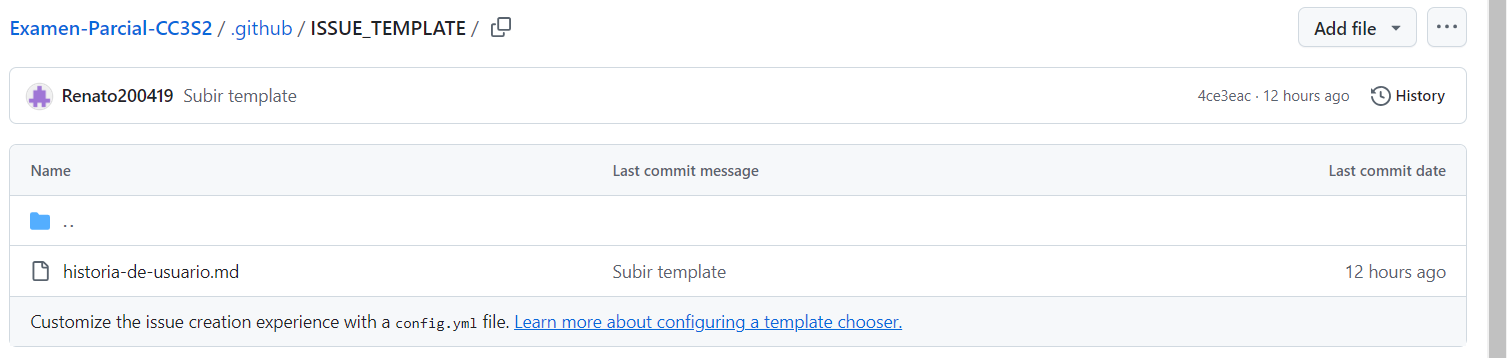 Examen-Parcial-CC3S2 / .github / ISSUE_TEMPLATE / Add file ...
Renato200419 Subir template 4ce3eac · 12 hours ago History
Name Last commit message Last commit date
..
historia-de-usuario.md Subir template 12 hours ago
Customize the issue creation experience with a config.yml file. Learn more about configuring a template chooser.